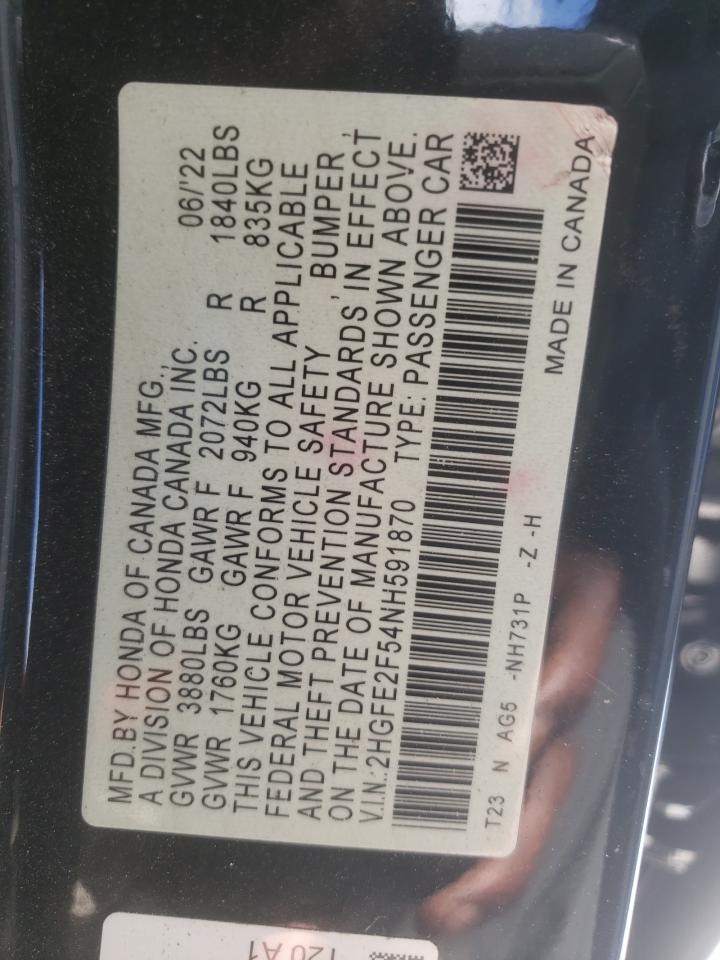 MFD.BY HONDA OF CANADA MFG.,
A DIVISION OF HONDA CANADA INC. 06/'22
GVWR 3880LBS GAWR F 2072LBS R 1840LBS
GVWR 1760KG GAWR F 940KG R 835KG
THIS VEHICLE CONFORMS TO ALL APPLICABLE
FEDERAL MOTOR VEHICLE SAFETY, BUMPER,
AND THEFT PREVENTION STANDARDS, IN EFFECT
ON THE DATE OF MANUFACTURE SHOWN ABOVE.
V.I.N.:2HGFE2F54NH591870 TYPE: PASSENGER CAR
T23 N AG5 -NH731P -Z -H MADE IN CANADA